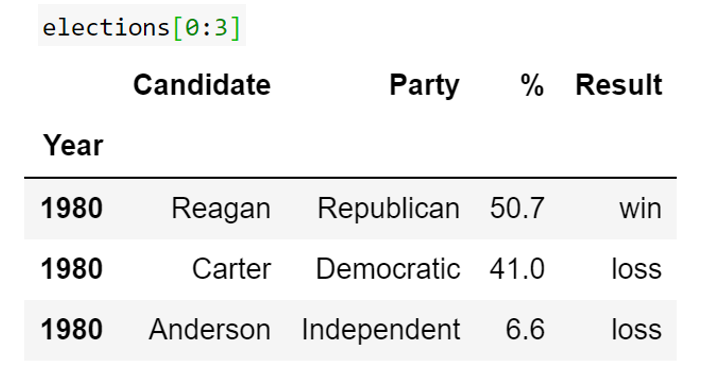 elections[0:3]
Candidate Party % Result
Year
1980 Reagan Republican 50.7 win
1980 Carter Democratic 41.0 loss
1980 Anderson Independent 6.6 loss